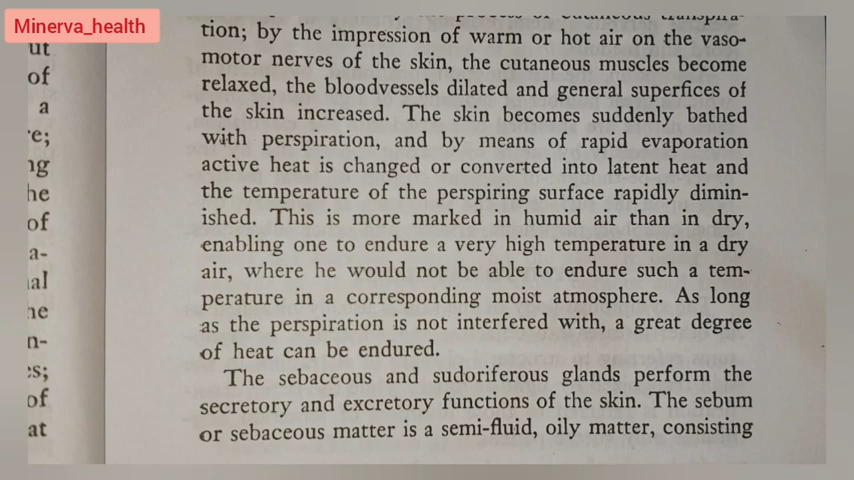 Minerva_health
ut
of
a
he
of
a-
n-
of
at
tion; by the impression of warm or hot air on the vaso-
motor nerves of the skin, the cutaneous muscles become
relaxed, the bloodvessels dilated and general superfices of
the skin increased. The skin becomes suddenly bathed
with perspiration, and by means of rapid evaporation
active heat is changed or converted into latent heat and
the temperature of the perspiring surface rapidly dimin-
ished. This is more marked in humid air than in dry,
enabling one to endure a very high temperature in a dry
air, where he would not be able to endure such a tem-
perature in a corresponding moist atmosphere. As long
as the perspiration is not interfered with, a great degree
of heat can be endured.
The sebaceous and sudoriferous glands perform the
secretory and excretory functions of the skin. The sebum
or sebaceous matter is a semi-fluid, oily matter, consisting